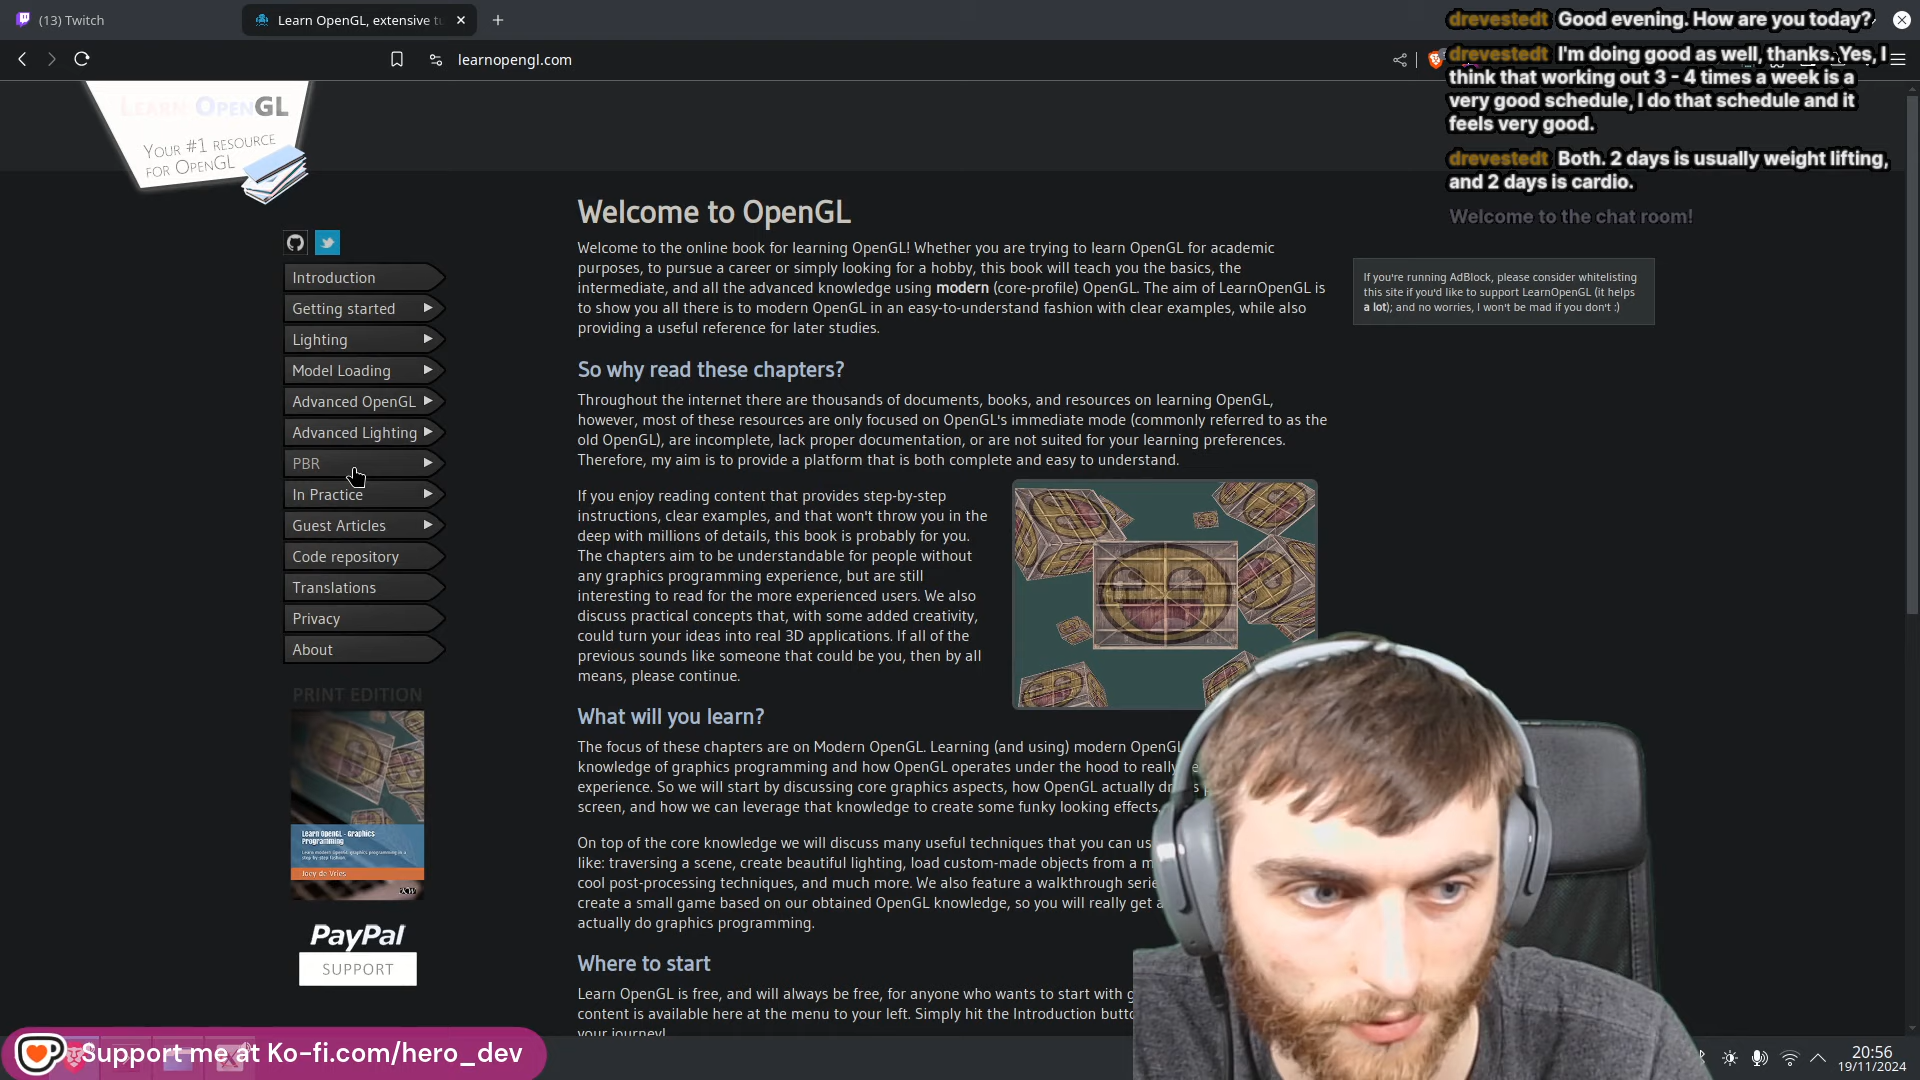 (13) Twitch
Learn OpenGL, extensive tu
learnopengl.com
drevestedt Good evening. How are you today?
drevestedt I'm doing good as well, thanks. Yes, I
think that working out 3 - 4 times a week is a
very good schedule, I do that schedule and it
feels very good.
drevestedt Both. 2 days is usually weight lifting,
and 2 days is cardio.
Welcome to the chat room!
LEARN OPENGL
YOUR #1 RESOURCE
FOR OPENGL
Introduction
Getting started
Lighting
Model Loading
Advanced OpenGL
Advanced Lighting
PBR
In Practice
Guest Articles
Code repository
Translations
Privacy
About
PRINT EDITION
Learn OpenGL - Graphics
Programming
Learn modern OpenGL graphics programming in a
step-by-step fashion.
Joey de Vries
PayPal
SUPPORT
Welcome to OpenGL
Welcome to the online book for learning OpenGL! Whether you are trying to learn OpenGL for academic
purposes, to pursue a career or simply looking for a hobby, this book will teach you the basics, the
intermediate, and all the advanced knowledge using modern (core-profile) OpenGL. The aim of LearnOpenGL is
to show you all there is to modern OpenGL in an easy-to-understand fashion with clear examples, while also
providing a useful reference for later studies.
So why read these chapters?
Throughout the internet there are thousands of documents, books, and resources on learning OpenGL,
however, most of these resources are only focused on OpenGL's immediate mode (commonly referred to as the
old OpenGL), are incomplete, lack proper documentation, or are not suited for your learning preferences.
Therefore, my aim is to provide a platform that is both complete and easy to understand.
If you enjoy reading content that provides step-by-step
instructions, clear examples, and that won't throw you in the
deep with millions of details, this book is probably for you.
The chapters aim to be understandable for people without
any graphics programming experience, but are still
interesting to read for the more experienced users. We also
discuss practical concepts that, with some added creativity,
could turn your ideas into real 3D applications. If all of the
previous sounds like someone that could be you, then by all
means, please continue.
What will you learn?
The focus of these chapters are on Modern OpenGL. Learning (and using) modern OpenGL
knowledge of graphics programming and how OpenGL operates under the hood to really
experience. So we will start by discussing core graphics aspects, how OpenGL actually
screen, and how we can leverage that knowledge to create some funky looking effects.
On top of the core knowledge we will discuss many useful techniques that you can us
like: traversing a scene, create beautiful lighting, load custom-made objects from a m
cool post-processing techniques, and much more. We also feature a walkthrough serie
create a small game based on our obtained OpenGL knowledge, so you will really get a
actually do graphics programming.
Where to start
Learn OpenGL is free, and will always be free, for anyone who wants to start with g
content is available here at the menu to your left. Simply hit the Introduction butto
your journey!
If you're running AdBlock, please consider whitelisting
this site if you'd like to support LearnOpenGL (it helps
a lot); and no worries, I won't be mad if you don't :)
Support me at Ko-fi.com/hero_dev
20:56
19/11/2024